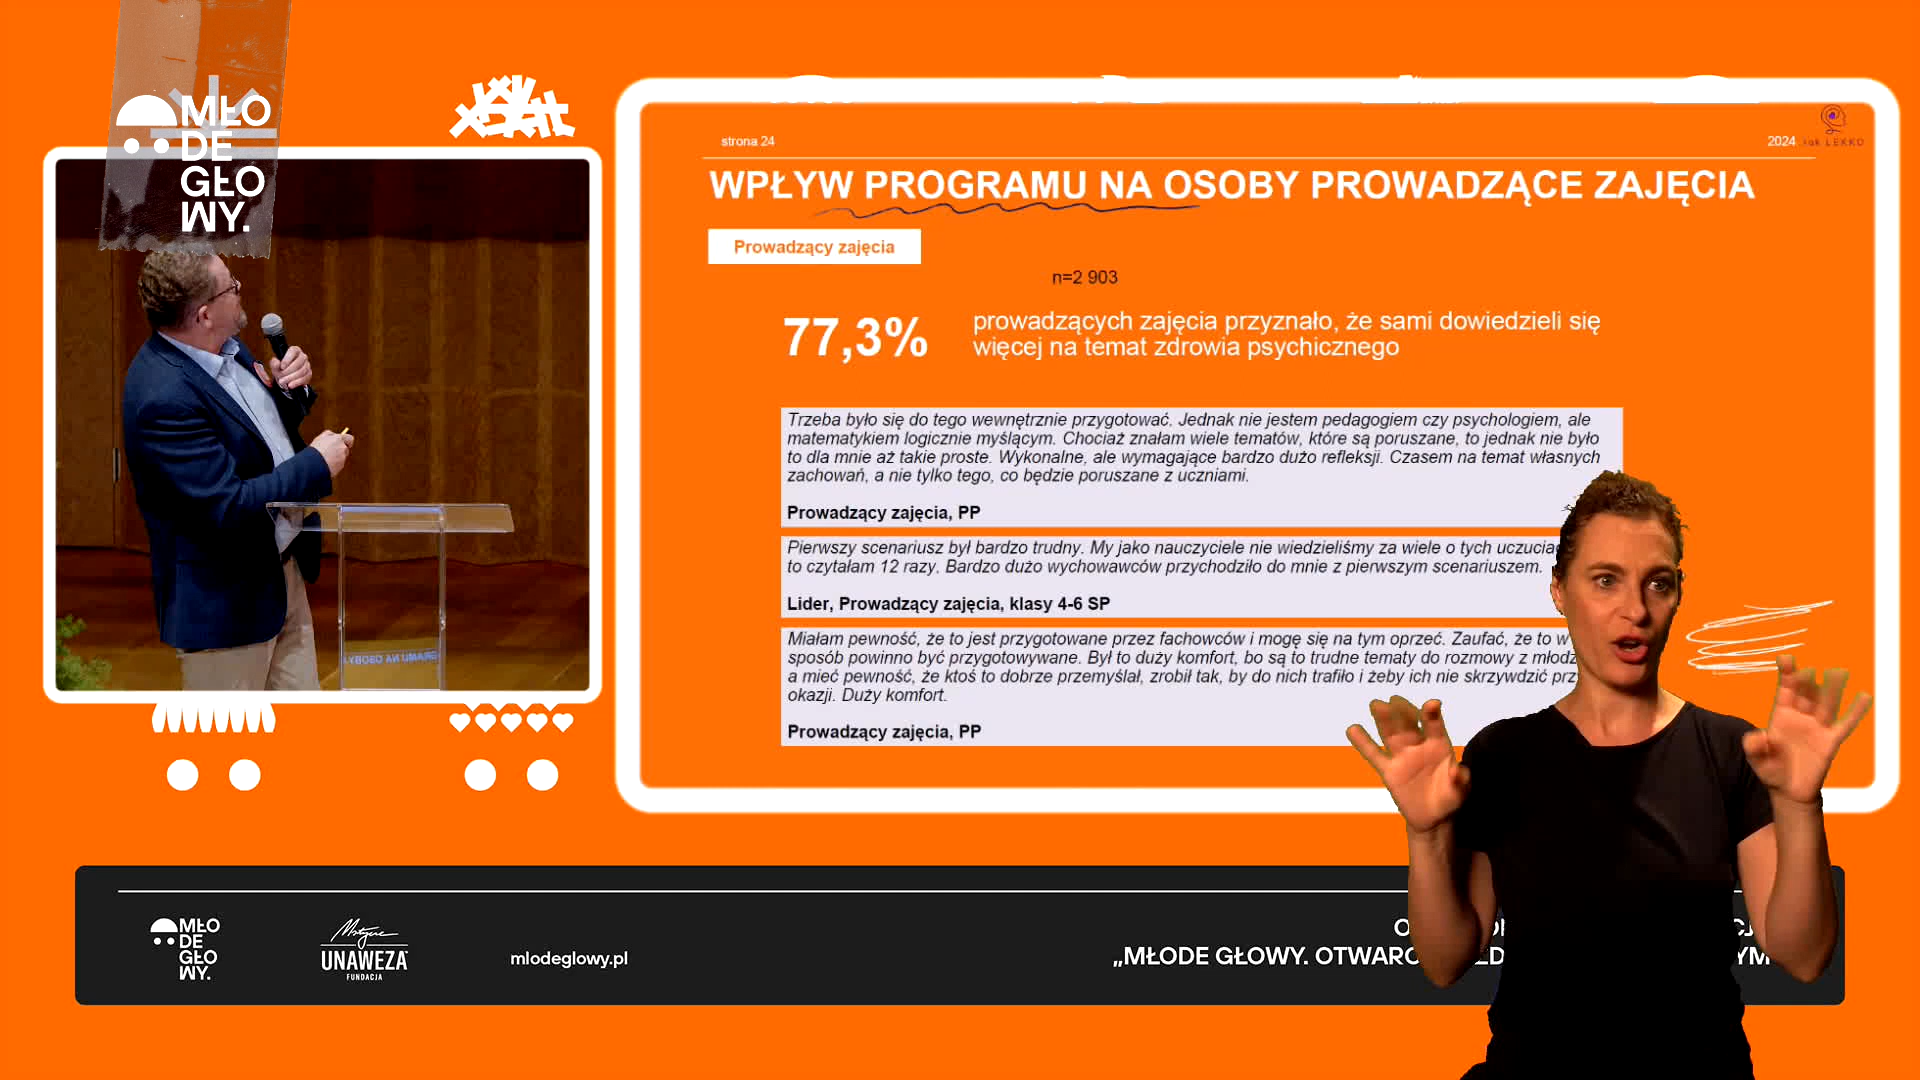 MŁO
DE
GŁO
WY.
strona 24
2024
Tak LEKKO
WPŁYW PROGRAMU NA OSOBY PROWADZĄCE ZAJĘCIA
Prowadzący zajęcia
n=2 903
77,3%
prowadzących zajęcia przyznało, że sami dowiedzieli się
więcej na temat zdrowia psychicznego
Trzeba było się do tego wewnętrznie przygotować. Jednak nie jestem pedagogiem czy psychologiem, ale
matematykiem logicznie myślącym. Chociaż znałam wiele tematów, które są poruszane, to jednak nie było
to dla mnie aż takie proste. Wykonalne, ale wymagające bardzo dużo refleksji. Czasem na temat własnych
zachowań, a nie tylko tego, co będzie poruszane z uczniami.
Prowadzący zajęcia, PP
Pierwszy scenariusz był bardzo trudny. My jako nauczyciele nie wiedzieliśmy za wiele o tych
to czytałam 12 razy. Bardzo dużo wychowawców przychodziło do mnie z pierwszym scenariuszem.
Lider, Prowadzący zajęcia, klasy 4-6 SP
Miałam pewność, że to jest przygotowane przez fachowców i mogę się na tym oprzeć. Zaufać, że to w
sposób powinno być przygotowywane. Był to duży komfort, bo są to trudne tematy do rozmowy z
a mieć pewność, że ktoś to dobrze przemyślał, zrobił tak, by do nich trafiło i żeby ich nie skrzywdzić
okazji. Duży komfort.
Prowadzący zajęcia, PP
MŁO
DE
GŁO
WY.
Martyna
UNAWEZA
FUNDACJA
mlodeglowy.pl
„MŁODE GŁOWY.